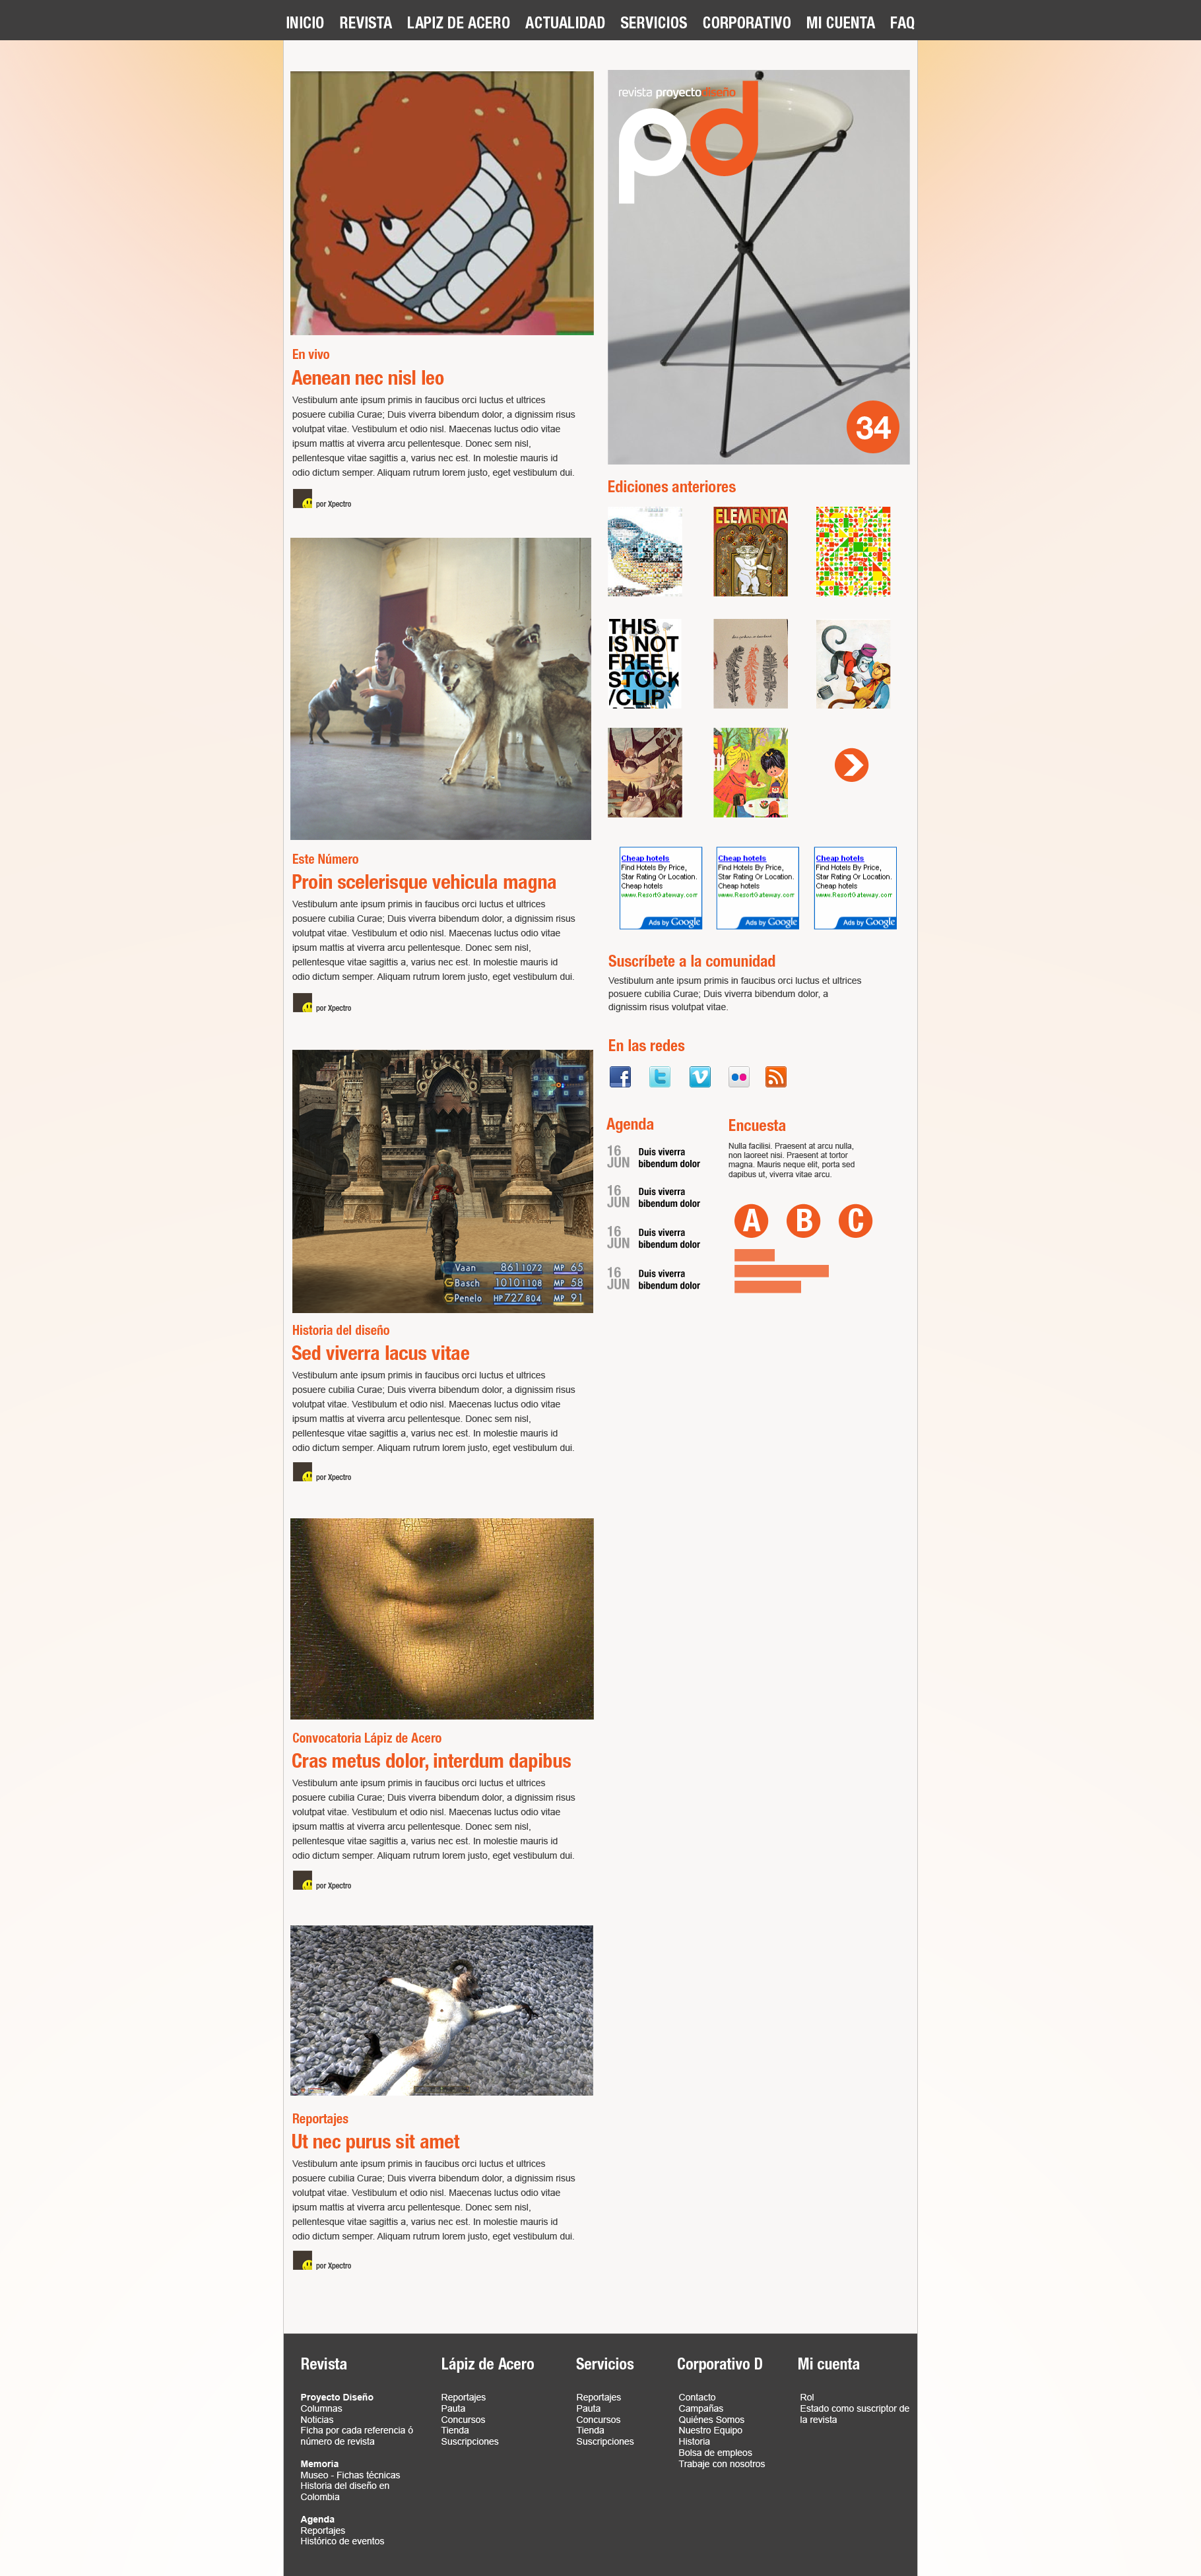 INICIO REVISTA LAPIZ DE ACERO ACTUALIDAD SERVICIOS CORPORATIVO MI CUENTA FAQ
En vivo
Aenean nec nisl leo
Vestibulum ante ipsum primis in faucibus orci luctus et ultrices
posuere cubilia Curae; Duis viverra bibendum dolor, a dignissim risus
volutpat vitae. Vestibulum et odio nisl. Maecenas luctus odio vitae
ipsum mattis at viverra arcu pellentesque. Donec sem nisl,
pellentesque vitae sagittis a, varius nec est. In molestie mauris id
odio dictum semper. Aliquam rutrum lorem justo, eget vestibulum dui.
por Xpectro
Este Número
Proin scelerisque vehicula magna
Vestibulum ante ipsum primis in faucibus orci luctus et ultrices
posuere cubilia Curae; Duis viverra bibendum dolor, a dignissim risus
volutpat vitae. Vestibulum et odio nisl. Maecenas luctus odio vitae
ipsum mattis at viverra arcu pellentesque. Donec sem nisl,
pellentesque vitae sagittis a, varius nec est. In molestie mauris id
odio dictum semper. Aliquam rutrum lorem justo, eget vestibulum dui.
por Xpectro
Vaan 861 1072 MP 65
Basch 1010 1108 MP 58
Penelo HP 727 804 MP 91
Historia del diseño
Sed viverra lacus vitae
Vestibulum ante ipsum primis in faucibus orci luctus et ultrices
posuere cubilia Curae; Duis viverra bibendum dolor, a dignissim risus
volutpat vitae. Vestibulum et odio nisl. Maecenas luctus odio vitae
ipsum mattis at viverra arcu pellentesque. Donec sem nisl,
pellentesque vitae sagittis a, varius nec est. In molestie mauris id
odio dictum semper. Aliquam rutrum lorem justo, eget vestibulum dui.
por Xpectro
Convocatoria Lápiz de Acero
Cras metus dolor, interdum dapibus
Vestibulum ante ipsum primis in faucibus orci luctus et ultrices
posuere cubilia Curae; Duis viverra bibendum dolor, a dignissim risus
volutpat vitae. Vestibulum et odio nisl. Maecenas luctus odio vitae
ipsum mattis at viverra arcu pellentesque. Donec sem nisl,
pellentesque vitae sagittis a, varius nec est. In molestie mauris id
odio dictum semper. Aliquam rutrum lorem justo, eget vestibulum dui.
por Xpectro
Reportajes
Ut nec purus sit amet
Vestibulum ante ipsum primis in faucibus orci luctus et ultrices
posuere cubilia Curae; Duis viverra bibendum dolor, a dignissim risus
volutpat vitae. Vestibulum et odio nisl. Maecenas luctus odio vitae
ipsum mattis at viverra arcu pellentesque. Donec sem nisl,
pellentesque vitae sagittis a, varius nec est. In molestie mauris id
odio dictum semper. Aliquam rutrum lorem justo, eget vestibulum dui.
por Xpectro
revista proyectodiseño
pd
34
Ediciones anteriores
ELEMENTA
THIS
IS NOT
FREE
STOCK
/CLIP
Cheap hotels
Find Hotels By Price,
Star Rating Or Location.
Cheap hotels
www.ResortGateway.com
Ads by Google
Cheap hotels
Find Hotels By Price,
Star Rating Or Location.
Cheap hotels
www.ResortGateway.com
Ads by Google
Cheap hotels
Find Hotels By Price,
Star Rating Or Location.
Cheap hotels
www.ResortGateway.com
Ads by Google
Suscríbete a la comunidad
Vestibulum ante ipsum primis in faucibus orci luctus et ultrices
posuere cubilia Curae; Duis viverra bibendum dolor, a
dignissim risus volutpat vitae.
En las redes
Agenda
16 JUN
Duis viverra
bibendum dolor
16 JUN
Duis viverra
bibendum dolor
16 JUN
Duis viverra
bibendum dolor
16 JUN
Duis viverra
bibendum dolor
Encuesta
Nulla facilisi. Praesent at arcu nulla,
non laoreet nisi. Praesent at tortor
magna. Mauris neque elit, porta sed
dapibus ut, viverra vitae arcu.
A B C
Revista
Proyecto Diseño
Columnas
Noticias
Ficha por cada referencia ó
número de revista
Memoria
Museo - Fichas técnicas
Historia del diseño en
Colombia
Agenda
Reportajes
Histórico de eventos
Lápiz de Acero
Reportajes
Pauta
Concursos
Tienda
Suscripciones
Servicios
Reportajes
Pauta
Concursos
Tienda
Suscripciones
Corporativo D
Contacto
Campañas
Quiénes Somos
Nuestro Equipo
Historia
Bolsa de empleos
Trabaje con nosotros
Mi cuenta
Rol
Estado como suscriptor de
la revista